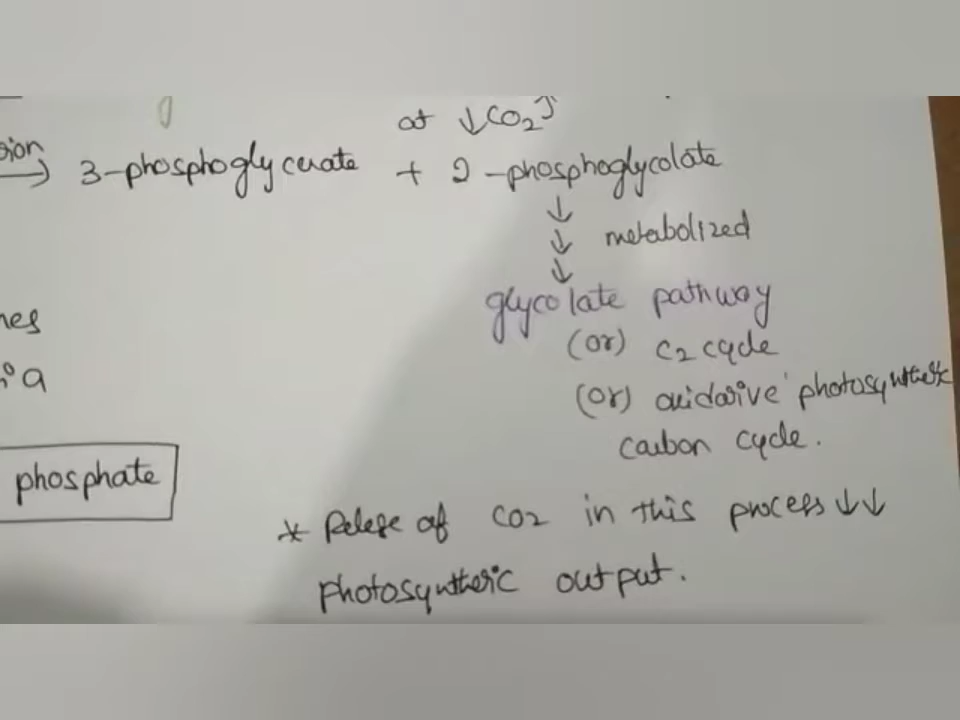 at ↓CO2]
sion
→ 3-phosphoglycerate + 2-phosphoglycolate
↓
↓ metabolized
↓
glycolate pathway
nes
(or) C2 cycle
(or) oxidative photosynthetic
carbon cycle.
phosphate
* Relese of CO2 in this process ↓↓
photosynthetic output.